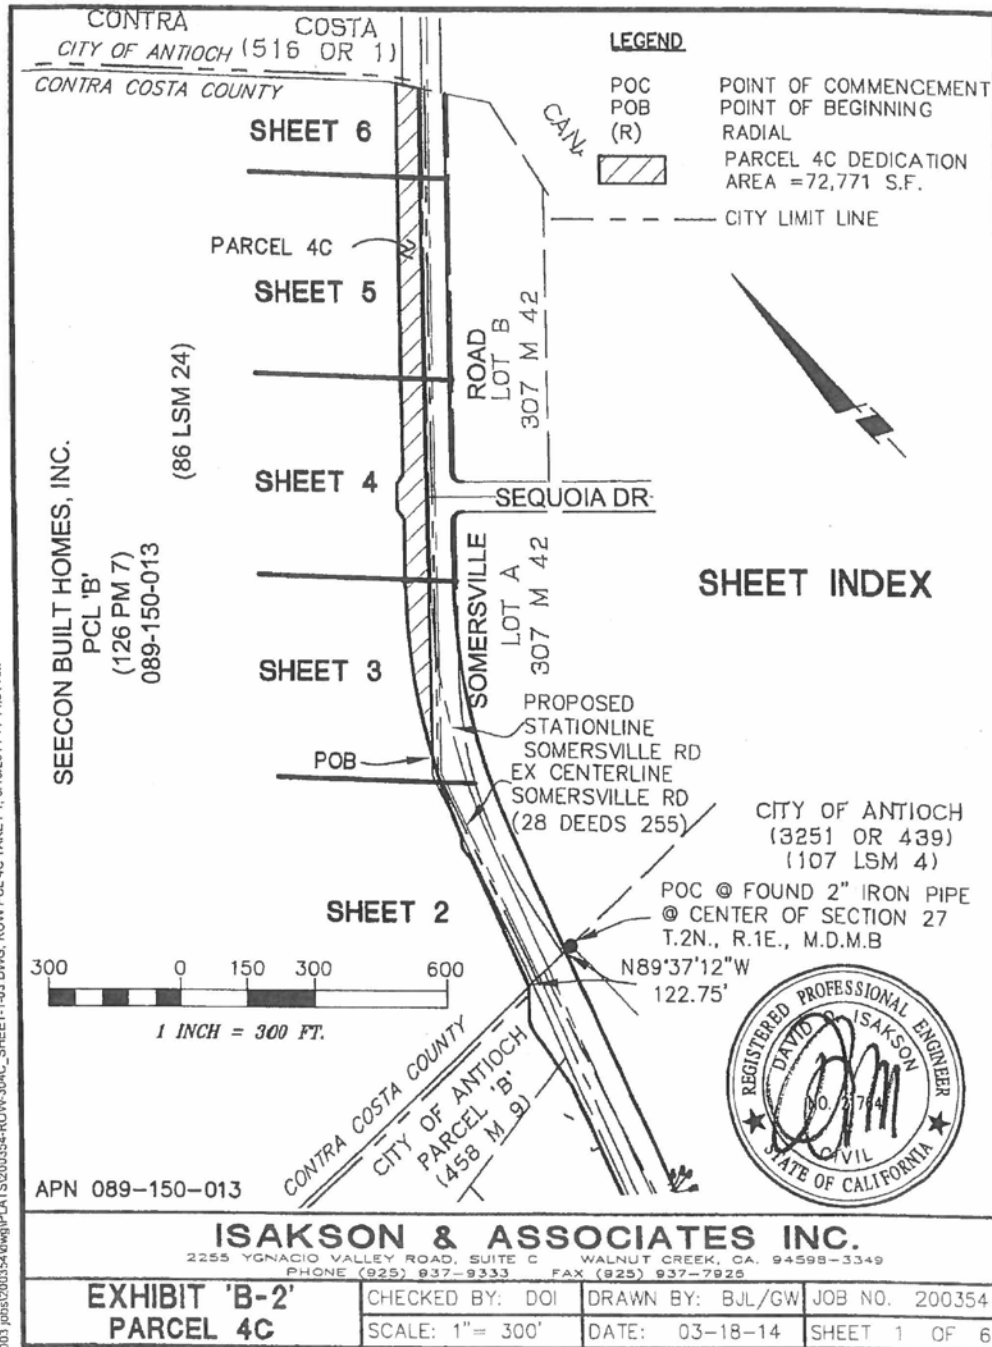 CONTRA COSTA
CITY OF ANTIOCH (516 OR 1)
CONTRA COSTA COUNTY
LEGEND
POC POINT OF COMMENCEMENT
POB POINT OF BEGINNING
(R) RADIAL
PARCEL 4C DEDICATION
AREA =72,771 S.F.
CITY LIMIT LINE
SHEET 6
PARCEL 4C
SHEET 5
ROAD
LOT B
307 M 42
(86 LSM 24)
SHEET 4
SEQUOIA DR
SEECON BUILT HOMES, INC.
PCL 'B'
(126 PM 7)
089-150-013
SOMERSVILLE
LOT A
307 M 42
SHEET INDEX
SHEET 3
PROPOSED
STATIONLINE
SOMERSVILLE RD
POB
EX CENTERLINE
SOMERSVILLE RD
(28 DEEDS 255)
CITY OF ANTIOCH
(3251 OR 439)
(107 LSM 4)
SHEET 2
POC @ FOUND 2" IRON PIPE
@ CENTER OF SECTION 27
T.2N., R.1E., M.D.M.B
N89°37'12"W
122.75'
300 0 150 300 600
1 INCH = 300 FT.
CONTRA COSTA COUNTY
CITY OF ANTIOCH
PARCEL 'B'
(458 M 9)
REGISTERED PROFESSIONAL ENGINEER
ISAKSON
CIVIL
STATE OF CALIFORNIA
APN 089-150-013
ISAKSON & ASSOCIATES INC.
2255 YGNACIO VALLEY ROAD, SUITE C WALNUT CREEK, CA. 94598-3349
PHONE (925) 937-9333 FAX (925) 937-7926
EXHIBIT 'B-2'
PARCEL 4C
CHECKED BY: DOI
DRAWN BY: BJL/GW
JOB NO. 200354
SCALE: 1"= 300'
DATE: 03-18-14
SHEET 1 OF 6